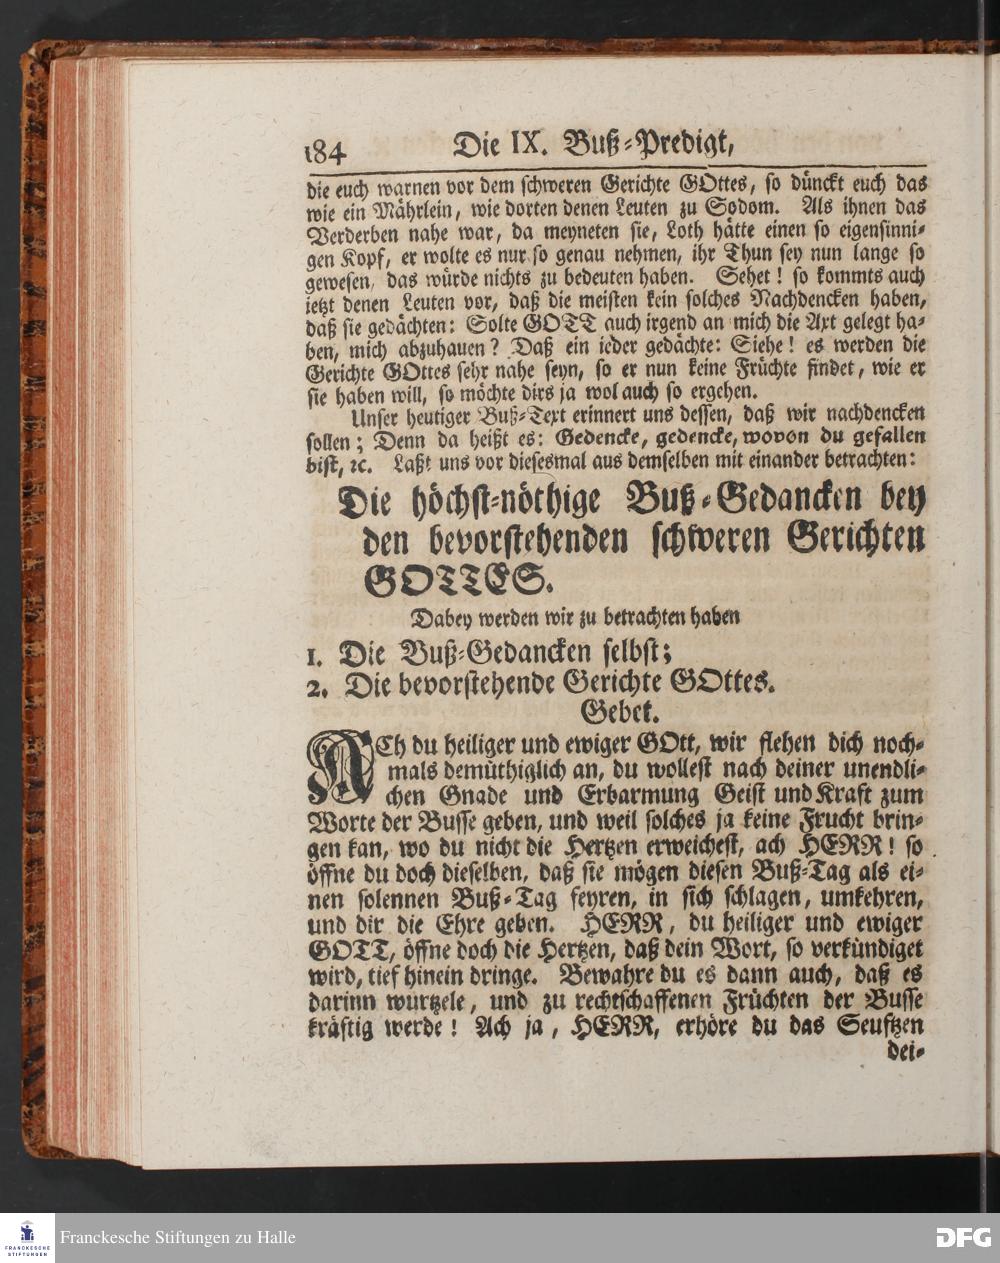 184 Die IX. Buß-Predigt,
die euch warnen vor dem schweren Gerichte GOttes, so dünckt euch das
wie ein Mährlein, wie dorten denen Leuten zu Sodom. Als ihnen das
Verderben nahe war, da meyneten sie, Loth hätte einen so eigensinni-
gen Kopf, er wolte es nur so genau nehmen, ihr Thun sey nun lange so
gewesen, das würde nichts zu bedeuten haben. Sehet! so kommts auch
ietzt denen Leuten vor, daß die meisten kein solches Nachdencken haben,
daß sie gedächten: Solte GOTT auch irgend an mich die Axt gelegt ha-
ben, mich abzuhauen? Daß ein ieder gedächte: Siehe! es werden die
Gerichte GOttes sehr nahe seyn, so er nun keine Früchte findet, wie er
sie haben will, so möchte dirs ja wol auch so ergehen.
Unser heutiger Buß-Text erinnert uns dessen, daß wir nachdencken
sollen; Denn da heißt es: Gedencke, gedencke, wovon du gefallen
bist, ꝛc. Laßt uns vor diesesmal aus demselben mit einander betrachten:
Die höchst-nöthige Buß-Gedancken bey
den bevorstehenden schweren Gerichten
GOTTES.
Dabey werden wir zu betrachten haben
1. Die Buß-Gedancken selbst;
2. Die bevorstehende Gerichte GOttes.
Gebet.
ACh du heiliger und ewiger GOtt, wir flehen dich noch-
mals demüthiglich an, du wollest nach deiner unendli-
chen Gnade und Erbarmung Geist und Kraft zum
Worte der Busse geben, und weil solches ja keine Frucht brin-
gen kan, wo du nicht die Hertzen erweichest, ach HERR! so
öffne du doch dieselben, daß sie mögen diesen Buß-Tag als ei-
nen solennen Buß-Tag feyren, in sich schlagen, umkehren,
und dir die Ehre geben. HERR, du heiliger und ewiger
GOTT, öffne doch die Hertzen, daß dein Wort, so verkündiget
wird, tief hinein dringe. Bewahre du es dann auch, daß es
darinn wurtzele, und zu rechtschaffenen Früchten der Busse
kräftig werde! Ach ja, HERR, erhöre du das Seuftzen
dei-
FRANCKESCHE
STIFTUNGEN
Franckesche Stiftungen zu Halle
DFG